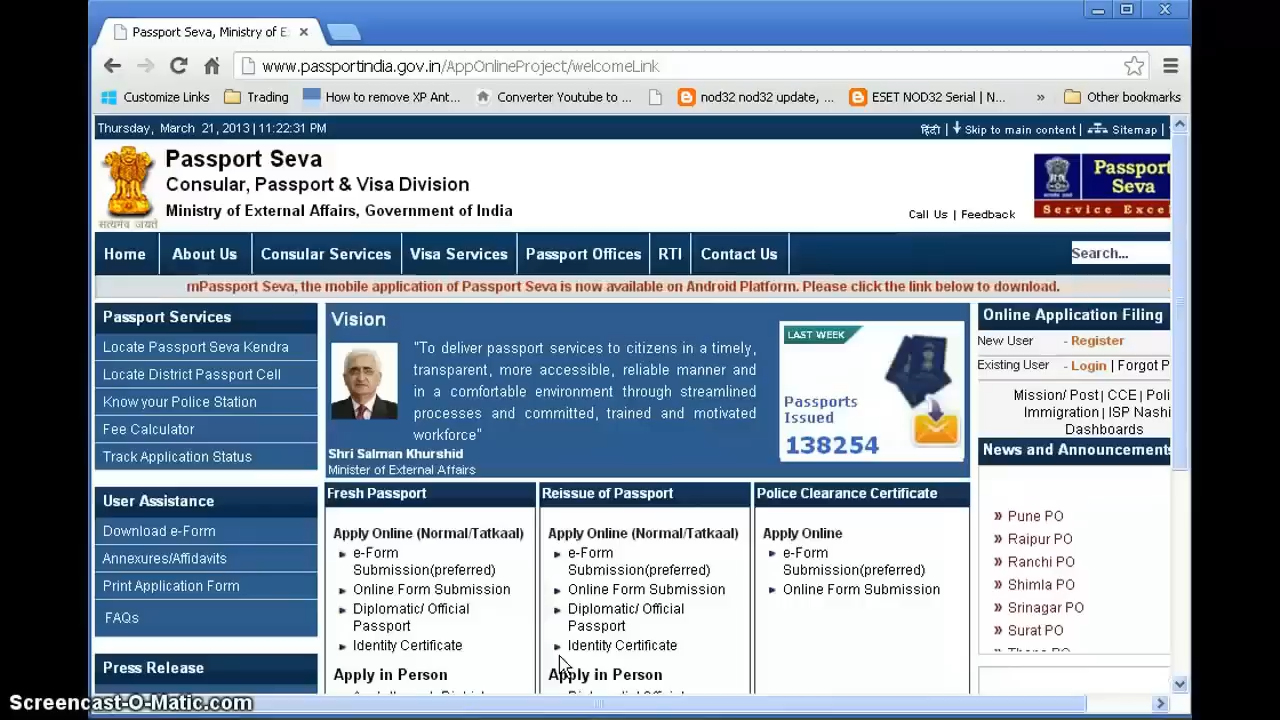 Passport Seva, Ministry of E
www.passportindia.gov.in/AppOnlineProject/welcomeLink
Customize Links Trading How to remove XP Ant... Converter Youtube to ... nod32 nod32 update, ... ESET NOD32 Serial | N... » Other bookmarks
Thursday, March 21, 2013 | 11:22:31 PM हिंदी | Skip to main content | Sitemap |
Passport Seva
Consular, Passport & Visa Division
Ministry of External Affairs, Government of India
सत्यमेव जयते
Call Us | Feedback
Passport
Seva
Service Excel
Home About Us Consular Services Visa Services Passport Offices RTI Contact Us Search...
mPassport Seva, the mobile application of Passport Seva is now available on Android Platform. Please click the link below to download.
Passport Services
Locate Passport Seva Kendra
Locate District Passport Cell
Know your Police Station
Fee Calculator
Track Application Status
User Assistance
Download e-Form
Annexures/Affidavits
Print Application Form
FAQs
Press Release
Vision
"To deliver passport services to citizens in a timely,
transparent, more accessible, reliable manner and
in a comfortable environment through streamlined
processes and committed, trained and motivated
workforce"
Shri Salman Khurshid
Minister of External Affairs
LAST WEEK
Passports
Issued
138254
Fresh Passport
Apply Online (Normal/Tatkaal)
e-Form
Submission(preferred)
Online Form Submission
Diplomatic/ Official
Passport
Identity Certificate
Apply in Person
Reissue of Passport
Apply Online (Normal/Tatkaal)
e-Form
Submission(preferred)
Online Form Submission
Diplomatic/ Official
Passport
Identity Certificate
Apply in Person
Police Clearance Certificate
Apply Online
e-Form
Submission(preferred)
Online Form Submission
Online Application Filing
New User - Register
Existing User - Login | Forgot P
Mission/ Post | CCE | Poli
Immigration | ISP Nashi
Dashboards
News and Announcements
» Pune PO
» Raipur PO
» Ranchi PO
» Shimla PO
» Srinagar PO
» Surat PO
Screencast-O-Matic.com